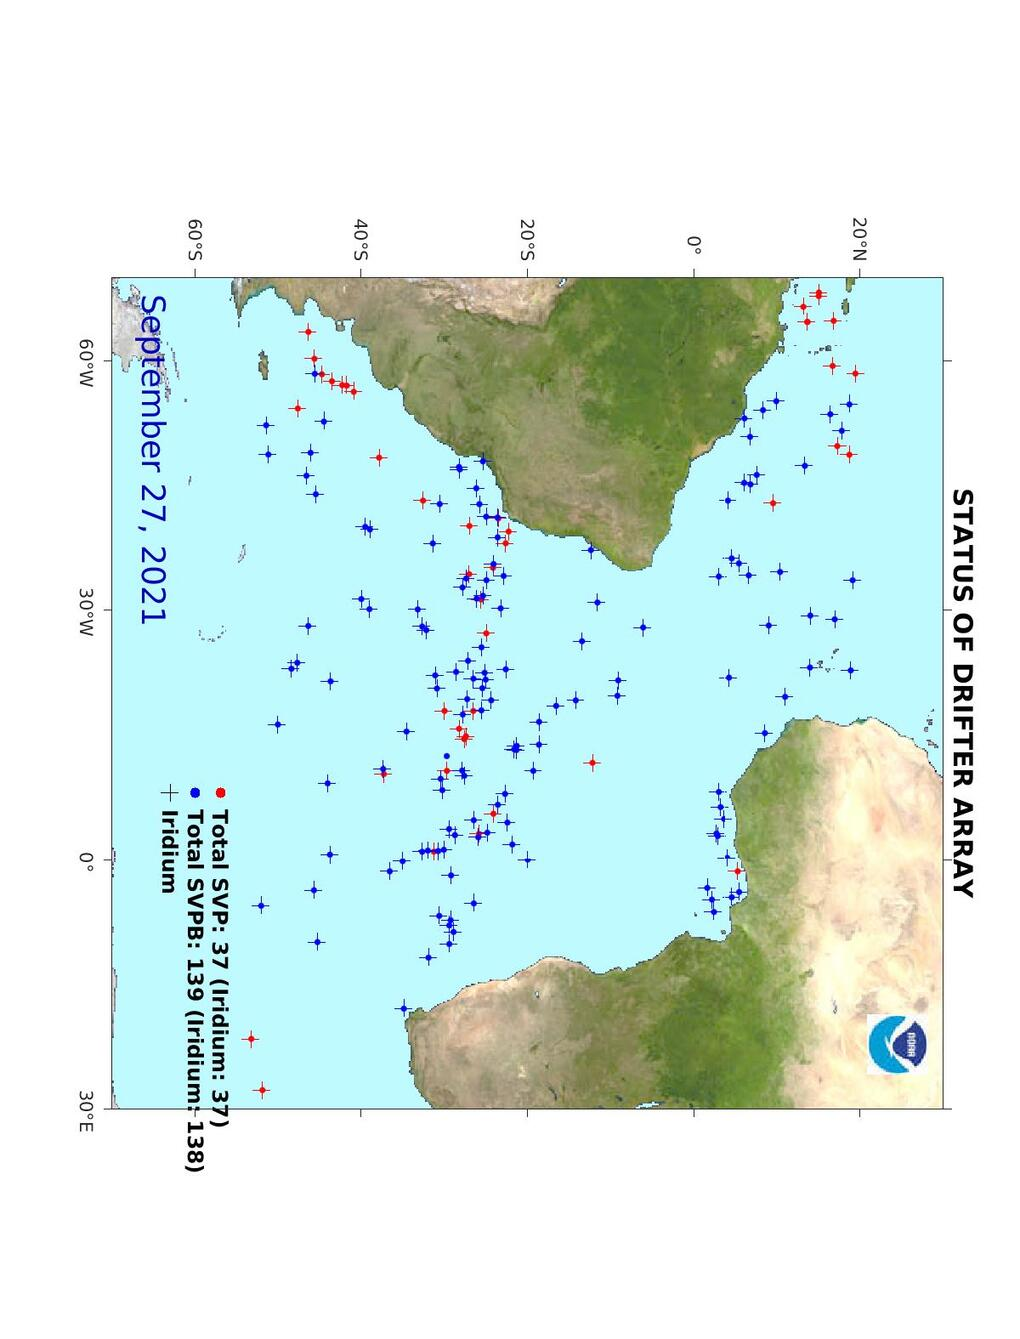 STATUS OF DRIFTER ARRAY
NOAA
20°N
0°
20°S
40°S
60°S
60°W
30°W
0°
30°E
Total SVP: 37 (Iridium: 37)
Total SVPB: 139 (Iridium: 138)
Iridium
September 27, 2021